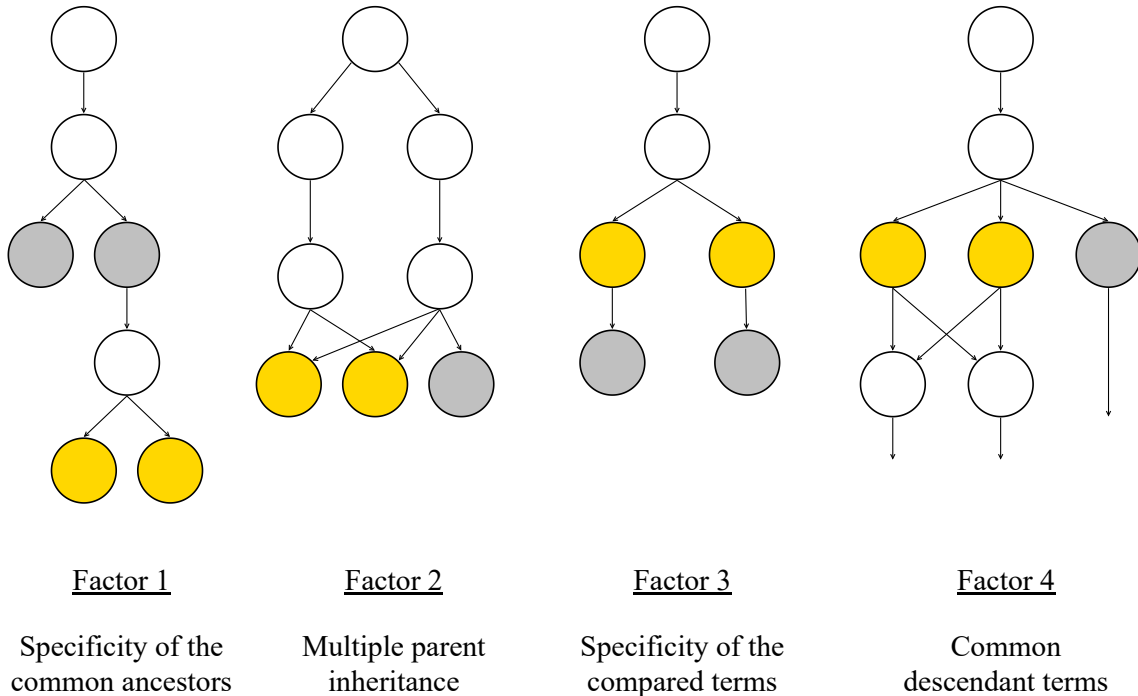 Factor 1
Specificity of the
common ancestors
Factor 2
Multiple parent
inheritance
Factor 3
Specificity of the
compared terms
Factor 4
Common
descendant terms